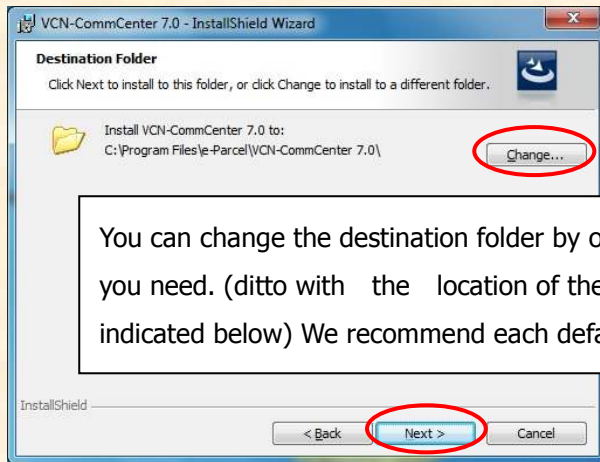 VCN-CommCenter 7.0 - InstallShield Wizard
Destination Folder
Click Next to install to this folder, or click Change to install to a different folder.
Install VCN-CommCenter 7.0 to:
C:\Program Files\e-Parcel\VCN-CommCenter 7.0\
Change...
You can change the destination folder by
you need. (ditto with the location of the
indicated below) We recommend each
InstallShield
< Back
Next >
Cancel